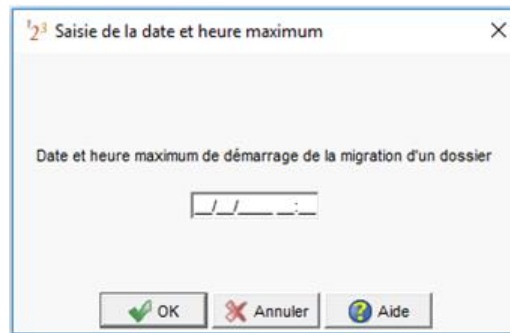 123 Saisie de la date et heure maximum
Date et heure maximum de démarrage de la migration d'un dossier
__/__/____ __:__
OK Annuler Aide